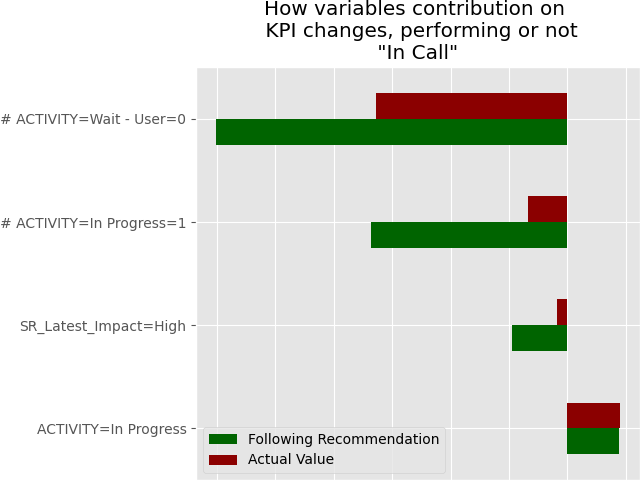 How variables contribution on
KPI changes, performing or not
"In Call"
# ACTIVITY=Wait - User=0
# ACTIVITY=In Progress=1
SR_Latest_Impact=High
ACTIVITY=In Progress
Following Recommendation
Actual Value